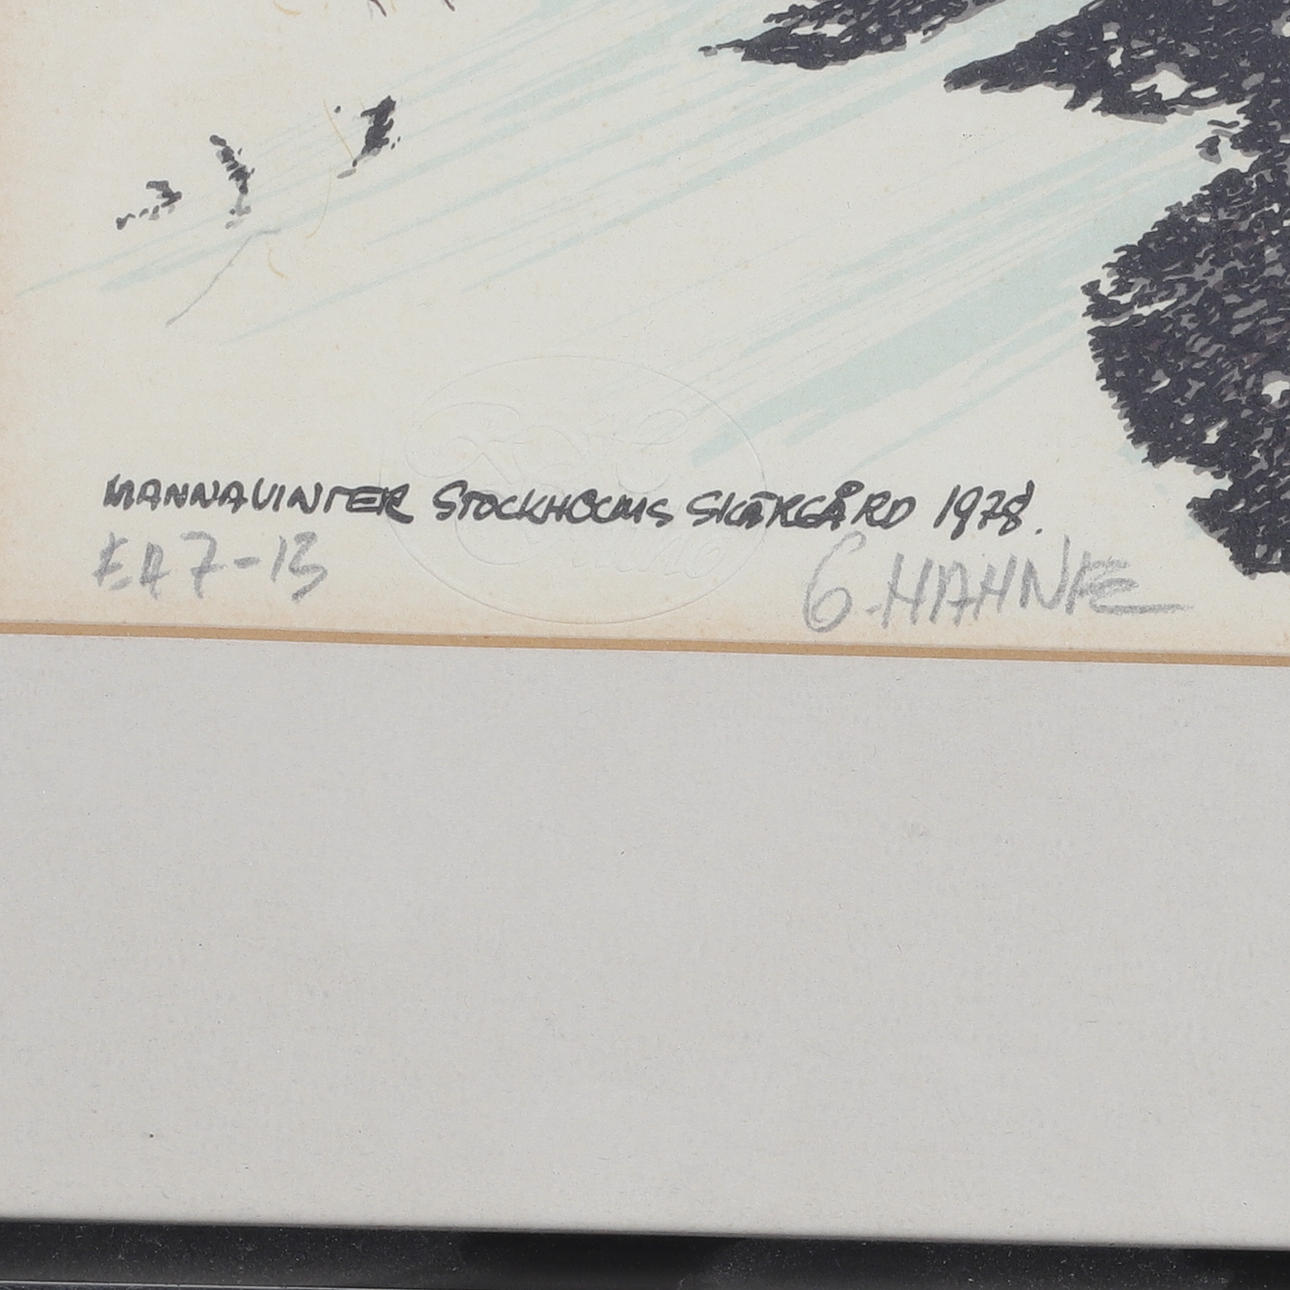 MANNAVINTER STOCKHOLMS SKÄRGÅRD 1978.
EA 7-13 G. HAHNE